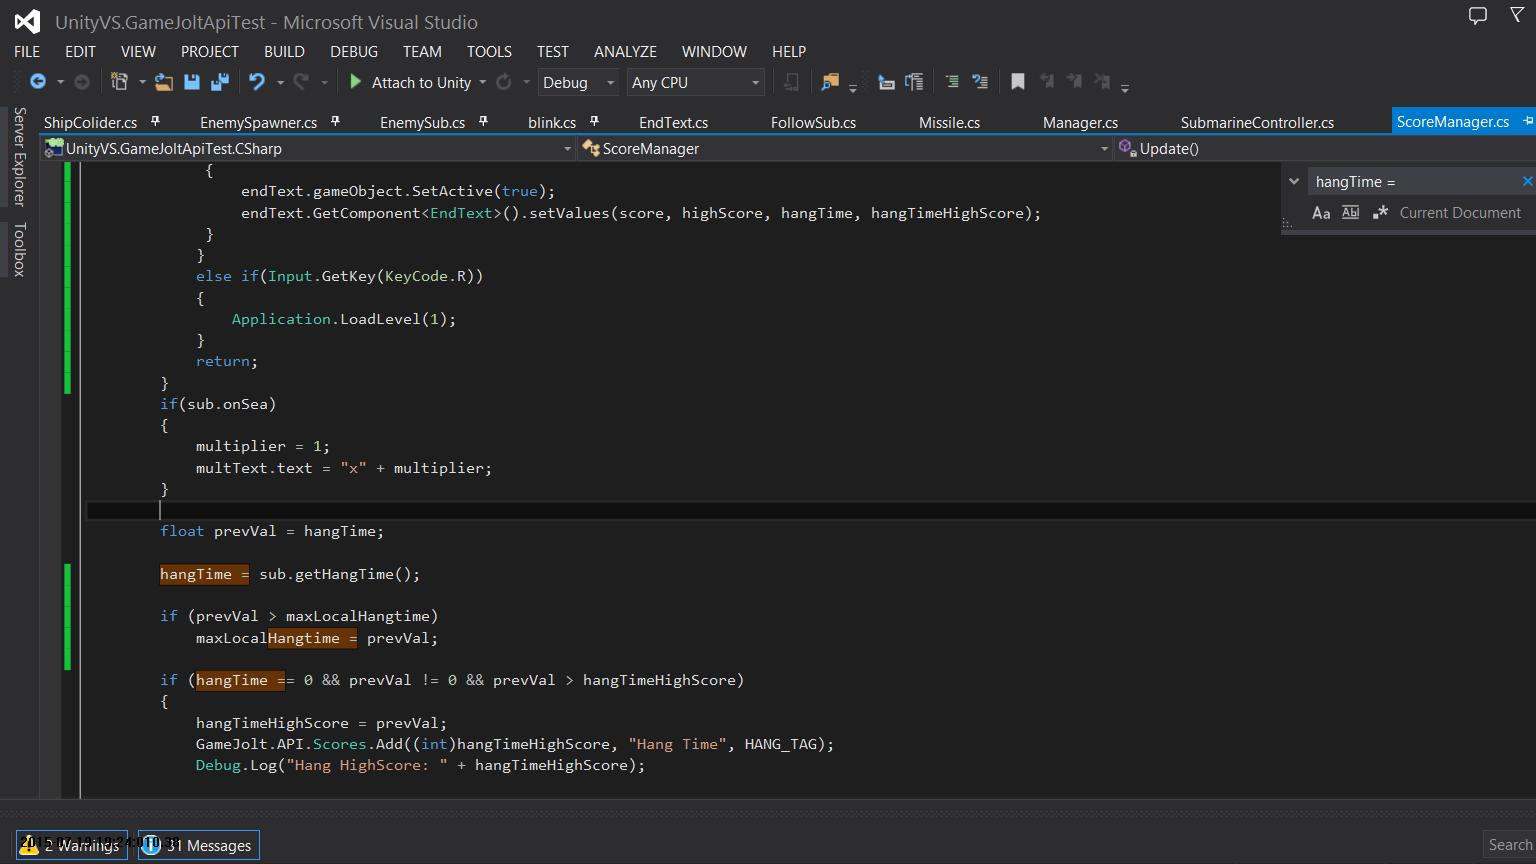 UnityVS.GameJoltApiTest - Microsoft Visual Studio
FILE EDIT VIEW PROJECT BUILD DEBUG TEAM TOOLS TEST ANALYZE WINDOW HELP
Attach to Unity Debug Any CPU
Server Explorer
Toolbox
ShipColider.cs EnemySpawner.cs EnemySub.cs blink.cs EndText.cs FollowSub.cs Missile.cs Manager.cs SubmarineController.cs ScoreManager.cs
UnityVS.GameJoltApiTest.CSharp ScoreManager Update()
hangTime =
Aa Abl .* Current Document
{
endText.gameObject.SetActive(true);
endText.GetComponent<EndText>().setValues(score, highScore, hangTime, hangTimeHighScore);
}
}
else if(Input.GetKey(KeyCode.R))
{
Application.LoadLevel(1);
}
return;
}
if(sub.onSea)
{
multiplier = 1;
multText.text = "x" + multiplier;
}
float prevVal = hangTime;
hangTime = sub.getHangTime();
if (prevVal > maxLocalHangtime)
maxLocalHangtime = prevVal;
if (hangTime == 0 && prevVal != 0 && prevVal > hangTimeHighScore)
{
hangTimeHighScore = prevVal;
GameJolt.API.Scores.Add((int)hangTimeHighScore, "Hang Time", HANG_TAG);
Debug.Log("Hang HighScore: " + hangTimeHighScore);
2 Warnings 31 Messages
Search